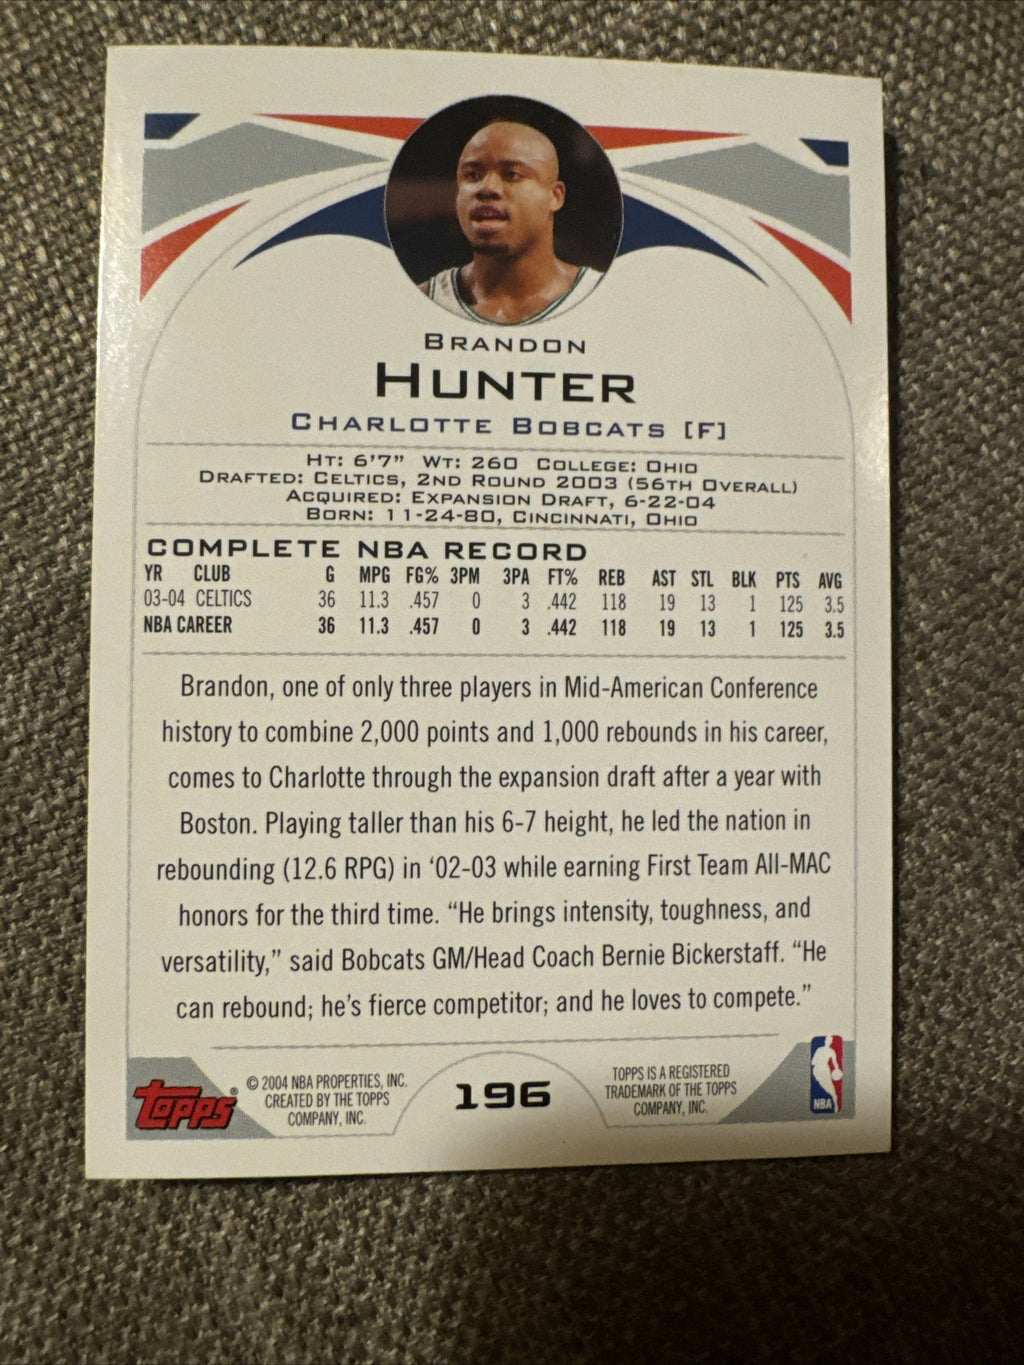 BRANDON
HUNTER
CHARLOTTE BOBCATS [F]
HT: 6'7" WT: 260 COLLEGE: OHIO
DRAFTED: CELTICS, 2ND ROUND 2003 (56TH OVERALL)
ACQUIRED: EXPANSION DRAFT, 6-22-04
BORN: 11-24-80, CINCINNATI, OHIO
COMPLETE NBA RECORD
YR CLUB G MPG FG% 3PM 3PA FT% REB AST STL BLK PTS AVG
03-04 CELTICS 36 11.3 .457 0 3 .442 118 19 13 1 125 3.5
NBA CAREER 36 11.3 .457 0 3 .442 118 19 13 1 125 3.5
Brandon, one of only three players in Mid-American Conference
history to combine 2,000 points and 1,000 rebounds in his career,
comes to Charlotte through the expansion draft after a year with
Boston. Playing taller than his 6-7 height, he led the nation in
rebounding (12.6 RPG) in '02-03 while earning First Team All-MAC
honors for the third time. "He brings intensity, toughness, and
versatility," said Bobcats GM/Head Coach Bernie Bickerstaff. "He
can rebound; he's fierce competitor; and he loves to compete."
Topps®
© 2004 NBA PROPERTIES, INC.
CREATED BY THE TOPPS
COMPANY, INC.
196
TOPPS IS A REGISTERED
TRADEMARK OF THE TOPPS
COMPANY, INC.
NBA